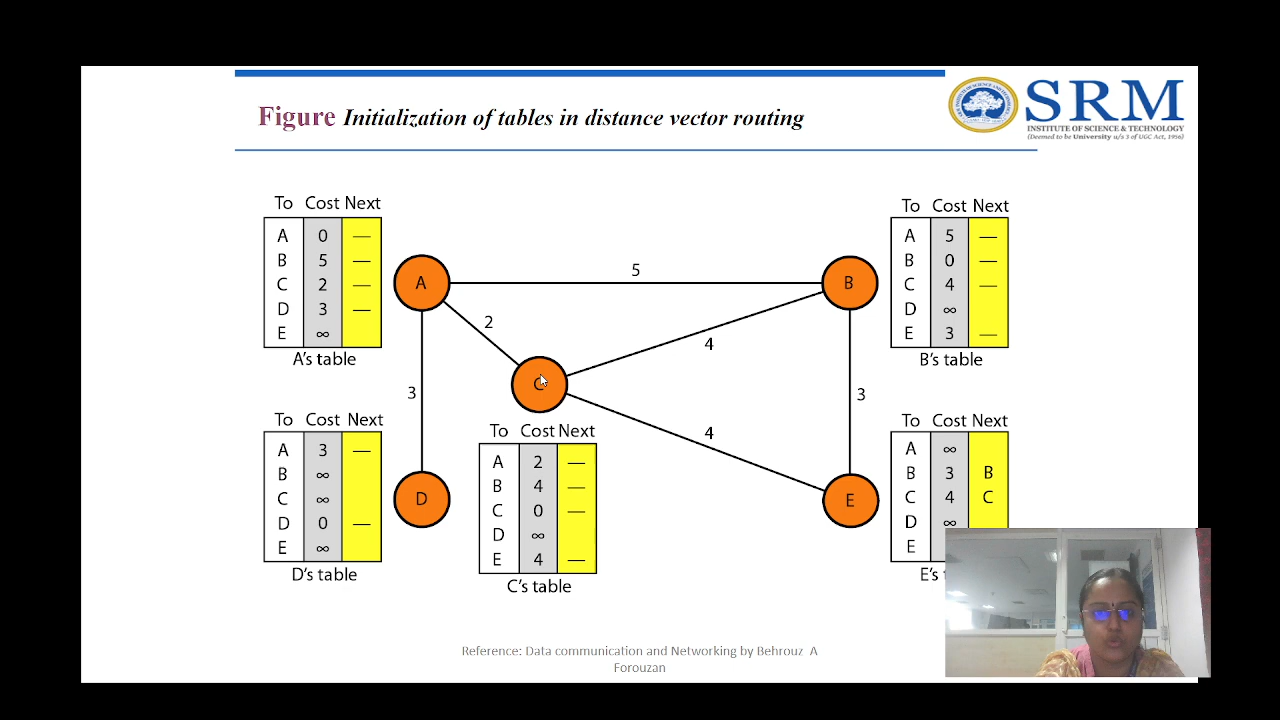 Figure Initialization of tables in distance vector routing
SRM
INSTITUTE OF SCIENCE & TECHNOLOGY
(Deemed to be University u/s 3 of UGC Act, 1956)
To Cost Next
A 0 —
B 5 —
C 2 —
D 3 —
E ∞
A's table
To Cost Next
A 5 —
B 0 —
C 4 —
D ∞
E 3 —
B's table
A
5
B
2
4
C
3
3
4
D
E
To Cost Next
A 3 —
B ∞
C ∞
D 0 —
E ∞
D's table
To Cost Next
A 2 —
B 4 —
C 0 —
D ∞
E 4 —
C's table
To Cost Next
A ∞
B 3 B
C 4 C
D ∞
E
E's
Reference: Data communication and Networking by Behrouz A
Forouzan